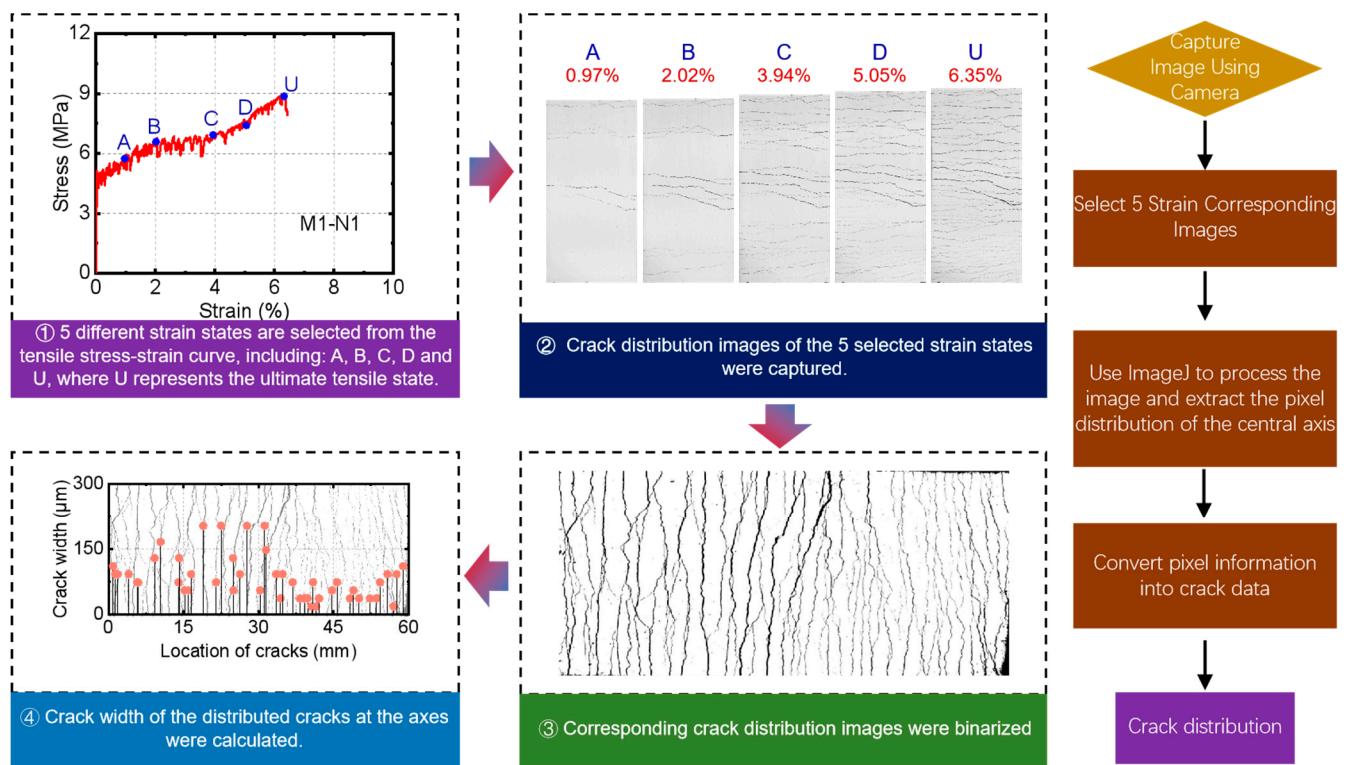 12
9
6
3
0
Stress (MPa)
A
B
C
D
U
M1-N1
0 2 4 6 8 10
Strain (%)
① 5 different strain states are selected from the
tensile stress-strain curve, including: A, B, C, D and
U, where U represents the ultimate tensile state.
A B C D U
0.97% 2.02% 3.94% 5.05% 6.35%
② Crack distribution images of the 5 selected strain states
were captured.
③ Corresponding crack distribution images were binarized
300
150
0
Crack width (μm)
0 15 30 45 60
Location of cracks (mm)
④ Crack width of the distributed cracks at the axes
were calculated.
Capture
Image Using
Camera
Select 5 Strain Corresponding
Images
Use ImageJ to process the
image and extract the pixel
distribution of the central axis
Convert pixel information
into crack data
Crack distribution